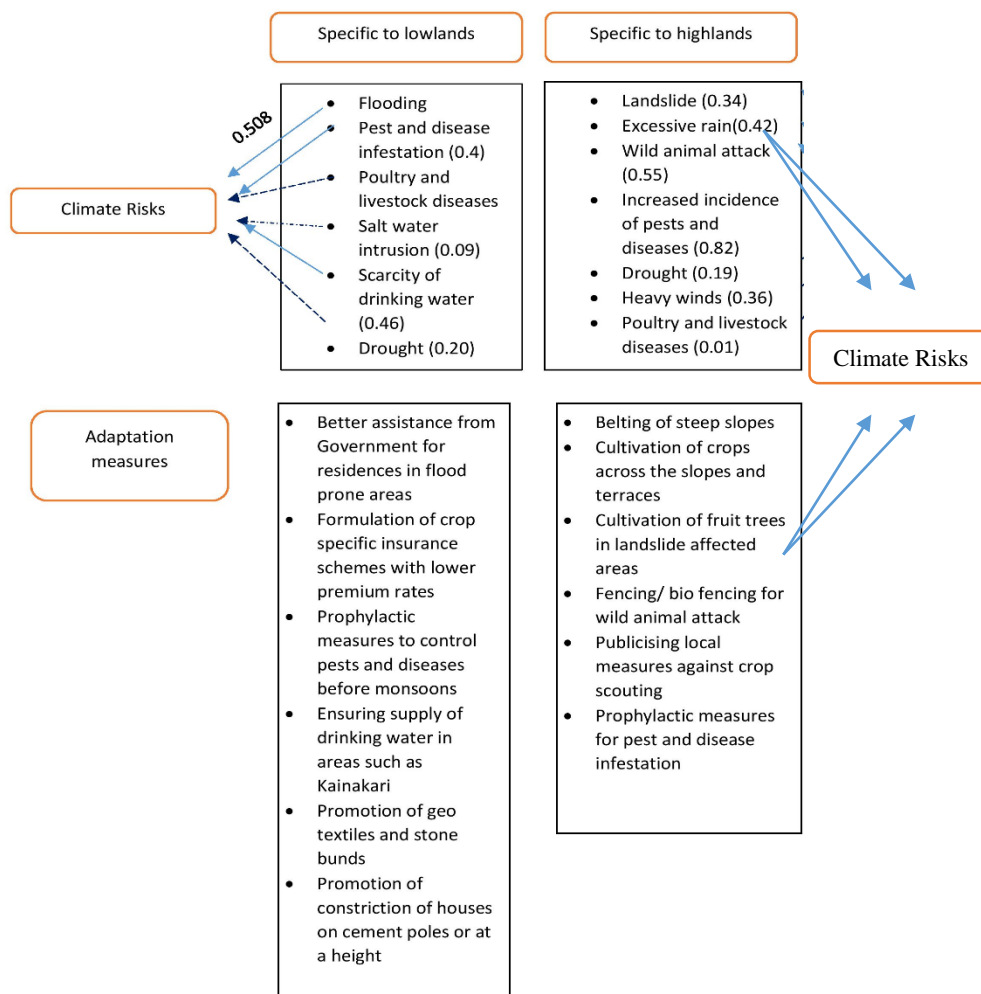 Specific to lowlands
Specific to highlands
0.508
Climate Risks
• Flooding
• Pest and disease
infestation (0.4)
• Poultry and
livestock diseases
• Salt water
intrusion (0.09)
• Scarcity of
drinking water
(0.46)
• Drought (0.20)
• Landslide (0.34)
• Excessive rain(0.42)
• Wild animal attack
(0.55)
• Increased incidence
of pests and
diseases (0.82)
• Drought (0.19)
• Heavy winds (0.36)
• Poultry and livestock
diseases (0.01)
Climate Risks
Adaptation
measures
• Better assistance from
Government for
residences in flood
prone areas
• Formulation of crop
specific insurance
schemes with lower
premium rates
• Prophylactic
measures to control
pests and diseases
before monsoons
• Ensuring supply of
drinking water in
areas such as
Kainakari
• Promotion of geo
textiles and stone
bunds
• Promotion of
constriction of houses
on cement poles or at
a height
• Belting of steep slopes
• Cultivation of crops
across the slopes and
terraces
• Cultivation of fruit trees
in landslide affected
areas
• Fencing/ bio fencing for
wild animal attack
• Publicising local
measures against crop
scouting
• Prophylactic measures
for pest and disease
infestation